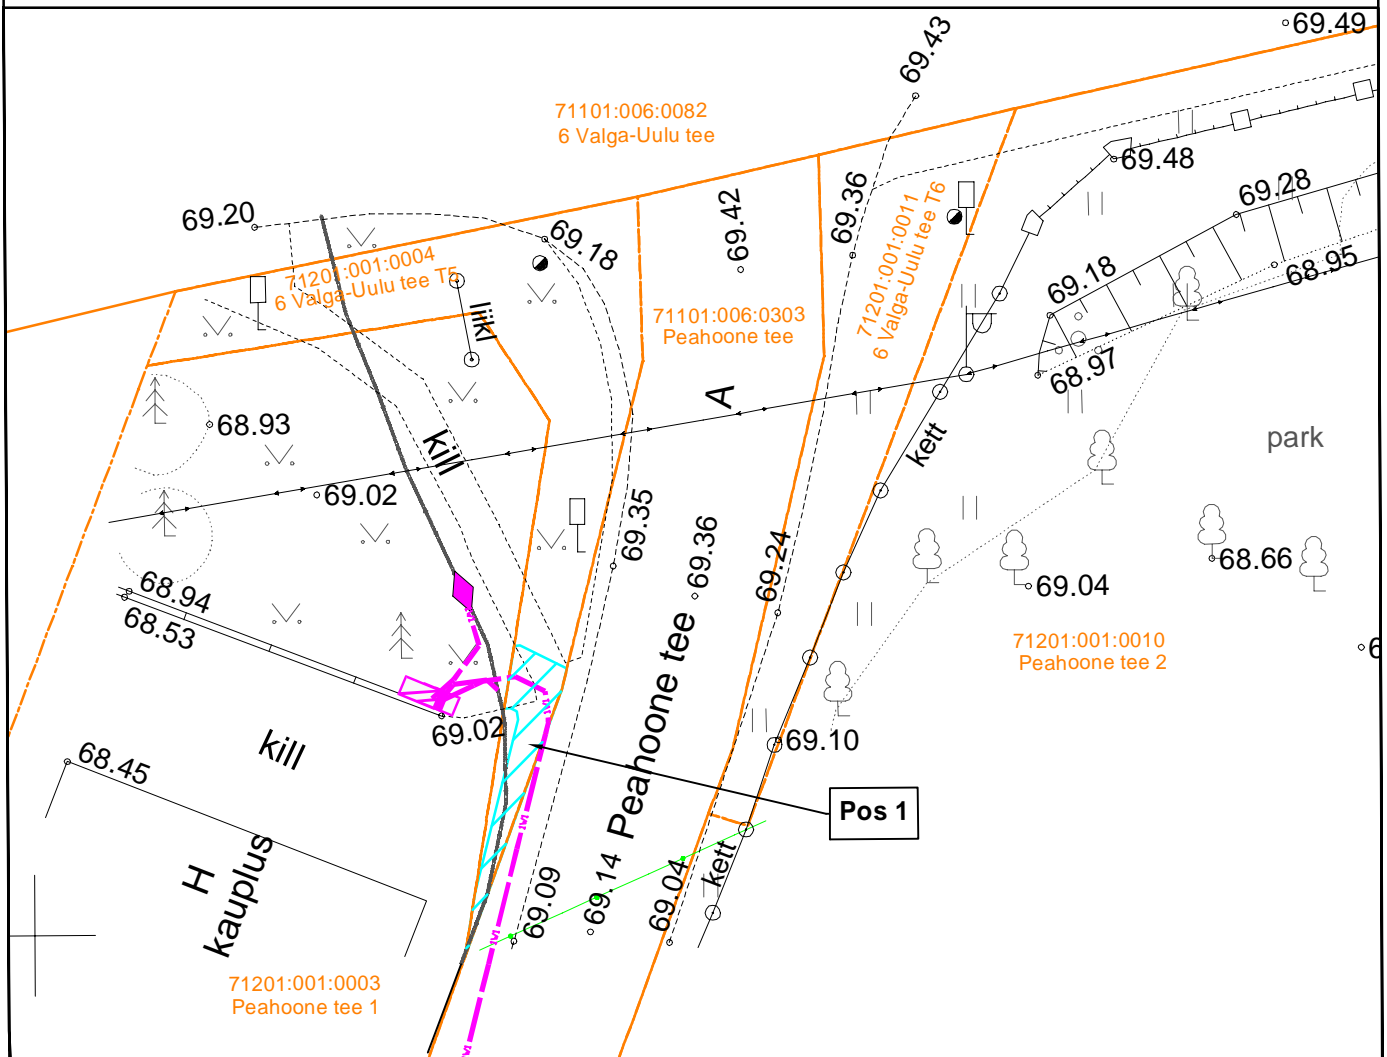 69.49
69.43
71101:006:0082
6 Valga-Uulu tee
69.48
69.28
69.20
69.18
69.42
69.36
71201:001:0011
6 Valga-Uulu tee T6
71201:001:0004
6 Valga-Uulu tee T5
liikl
69.18
68.95
71101:006:0303
Peahoone tee
68.97
A
68.93
kill
kett
park
69.02
69.35
69.36
69.24
68.66
69.04
68.94
68.53
71201:001:0010
Peahoone tee 2
69.02
kill
Peahoone tee
69.10
68.45
Pos 1
H
kauplus
69.09
69.14
69.04
kett
71201:001:0003
Peahoone tee 1